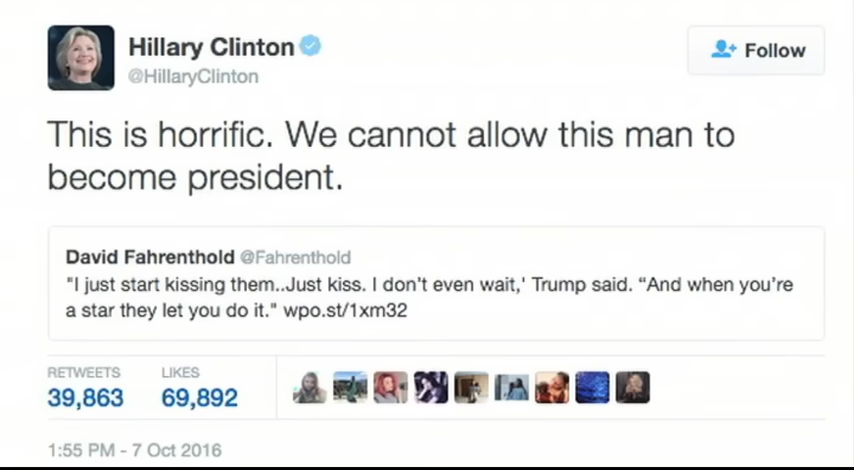 Hillary Clinton
@HillaryClinton
Follow
This is horrific. We cannot allow this man to
become president.
David Fahrenthold @Fahrenthold
"I just start kissing them..Just kiss. I don't even wait,' Trump said. “And when you’re
a star they let you do it." wpo.st/1xm32
RETWEETS LIKES
39,863 69,892
1:55 PM - 7 Oct 2016